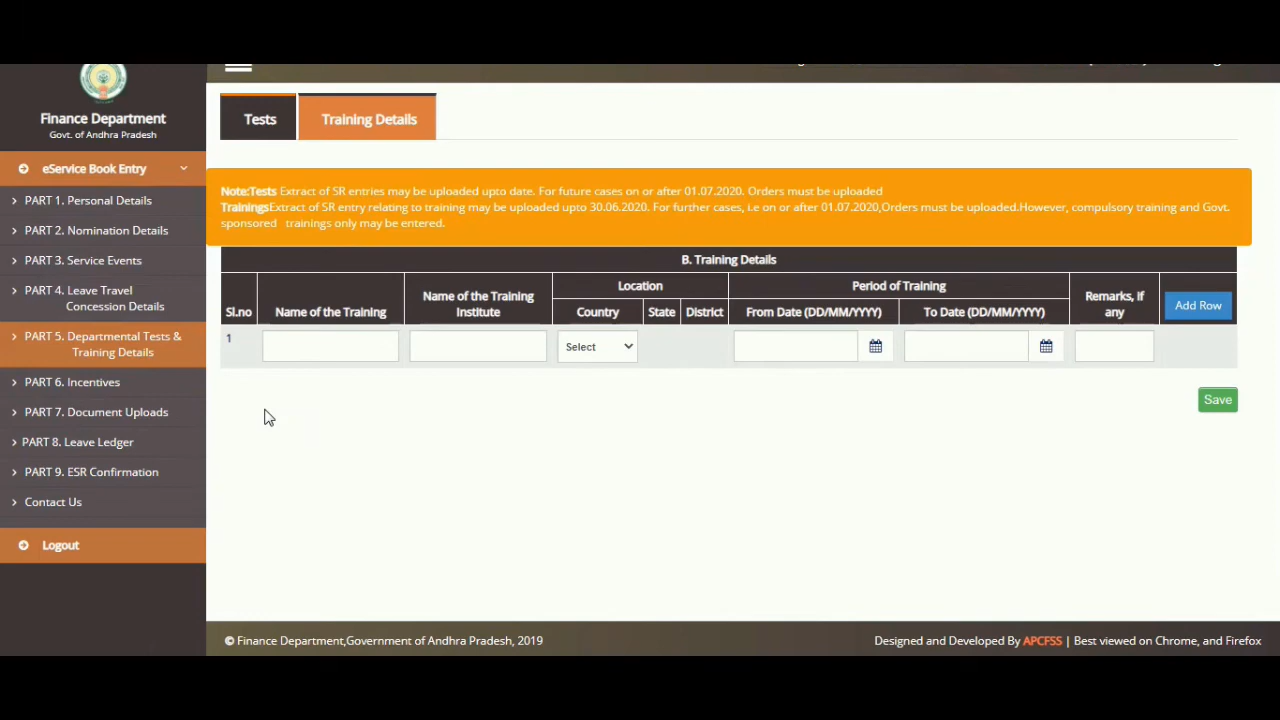 Finance Department
Govt. of Andhra Pradesh
eService Book Entry
PART 1. Personal Details
PART 2. Nomination Details
PART 3. Service Events
PART 4. Leave Travel
Concession Details
PART 5. Departmental Tests &
Training Details
PART 6. Incentives
PART 7. Document Uploads
PART 8. Leave Ledger
PART 9. ESR Confirmation
Contact Us
Logout
Tests
Training Details
Note:Tests Extract of SR entries may be uploaded upto date. For future cases on or after 01.07.2020. Orders must be uploaded
TrainingsExtract of SR entry relating to training may be uploaded upto 30.06.2020. For further cases, i.e on or after 01.07.2020,Orders must be uploaded.However, compulsory training and Govt.
sponsored trainings only may be entered.
B. Training Details
Sl.no
Name of the Training
Name of the Training
Institute
Location
Country
State
District
Period of Training
From Date (DD/MM/YYYY)
To Date (DD/MM/YYYY)
Remarks, if
any
Add Row
1
Select
Save
© Finance Department,Government of Andhra Pradesh, 2019
Designed and Developed By APCFSS | Best viewed on Chrome, and Firefox